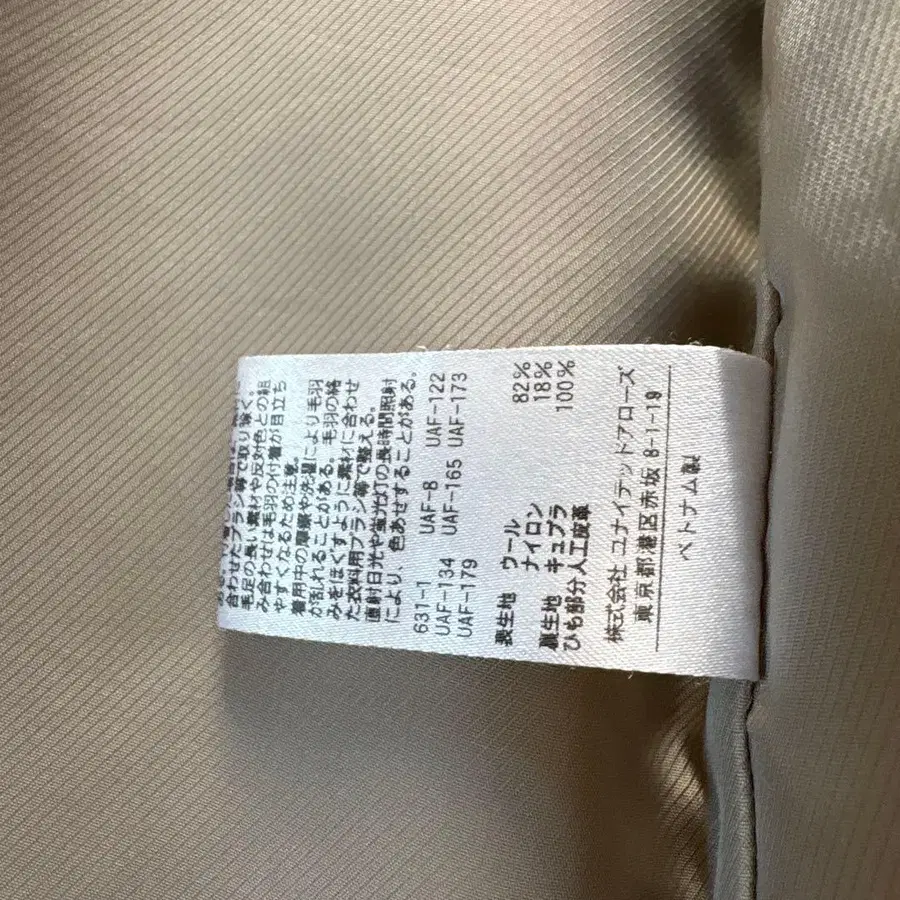 合わせたブラシ等で取り除く。
毛足の長い素材や反対色との組
み合わせは毛羽の付着が目立ち
やすくなるため注意。
着用中の摩擦や洗濯により毛羽
が乱れることがある。毛羽の絡
みをほぐすように素材に合わせ
た衣料用ブラシ等で整える。
直射日光や蛍光灯の長時間照射
により、色あせすることがある。
631-1 UAF-8 UAF-122
UAF-134 UAF-165 UAF-173
UAF-179
表生地 ウール 82%
ナイロン 18%
裏生地 キュプラ 100%
ひも部分人工皮革
株式会社 ユナイテッドアローズ
東京都港区赤坂 8-1-19
ベトナム製